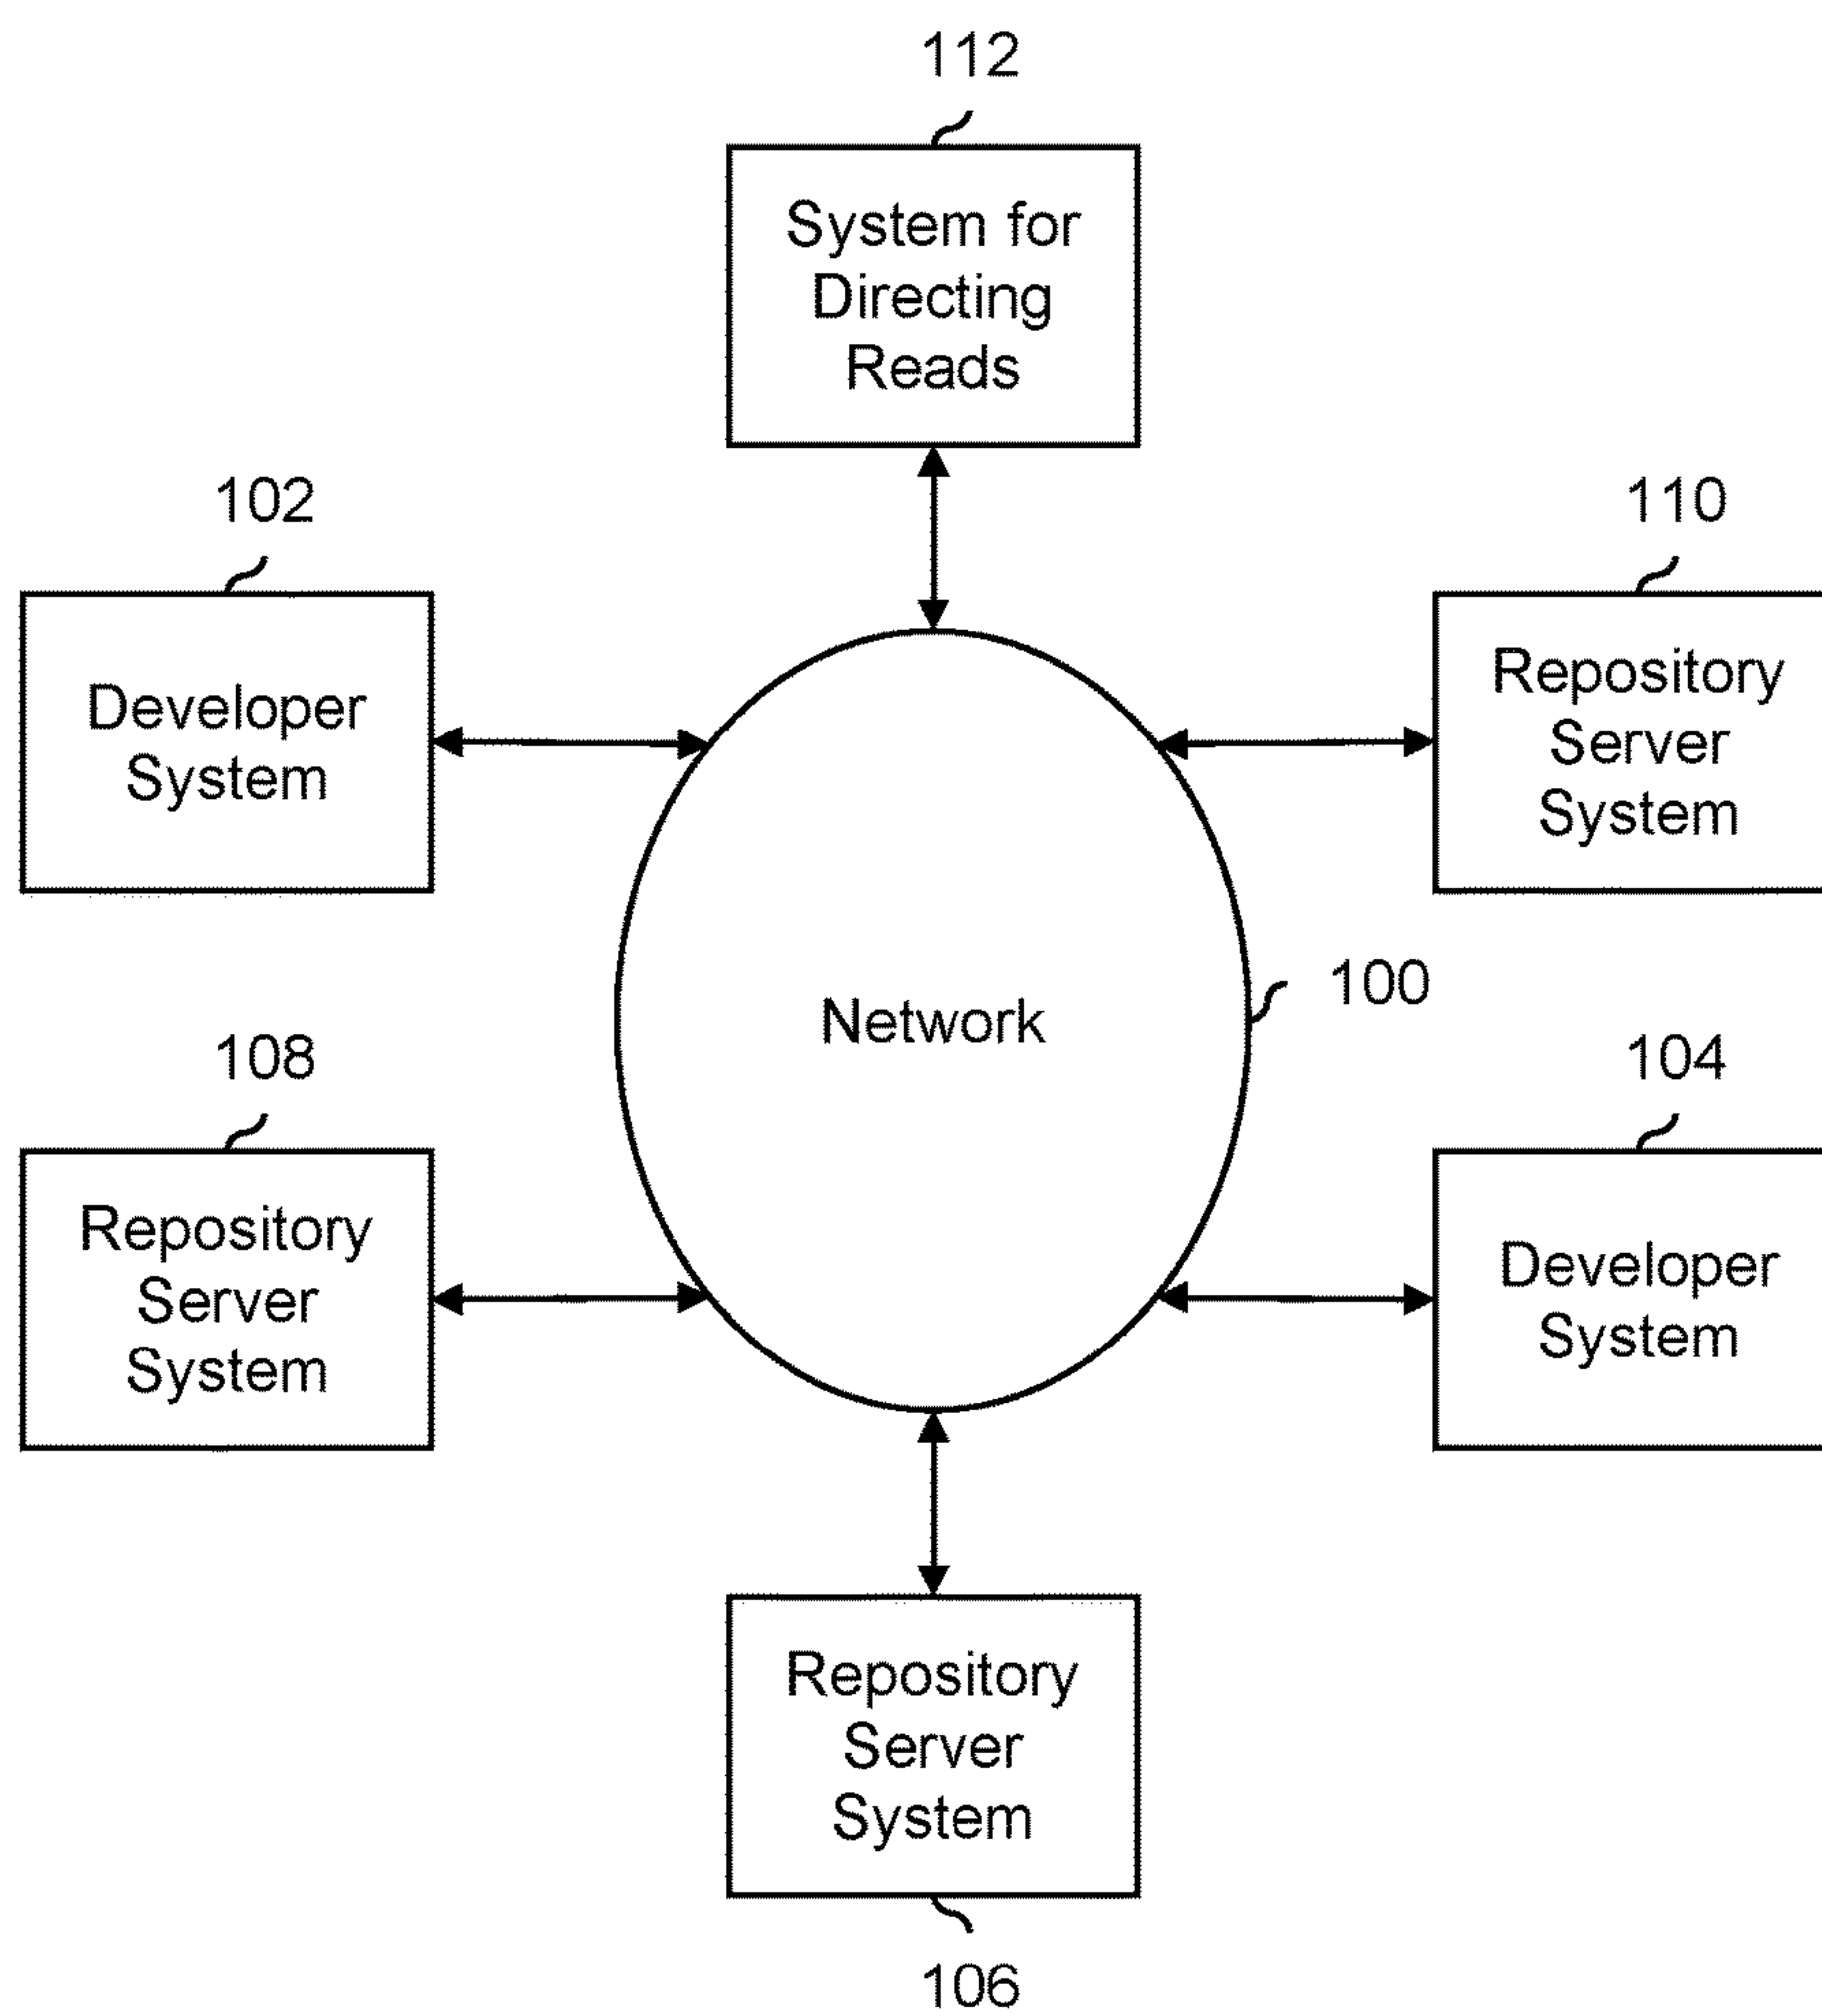 112
System for
Directing
Reads
102
Developer
System
110
Repository
Server
System
Network
100
108
Repository
Server
System
104
Developer
System
Repository
Server
System
106